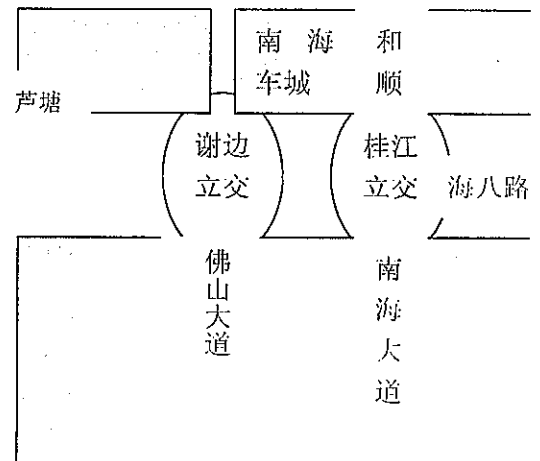 南海 和
车城 顺
芦塘
谢边 桂江
立交 立交 海八路
佛山大道
南海大道